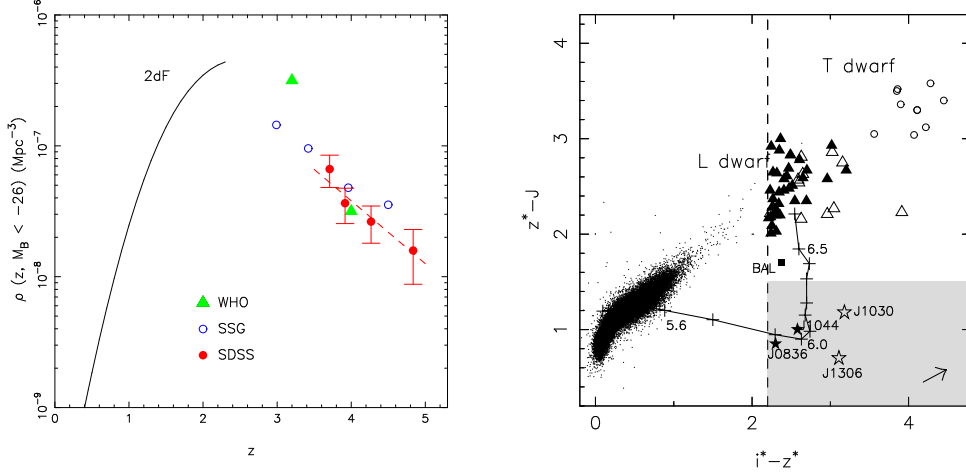 10⁻⁶
10⁻⁷
10⁻⁸
10⁻⁹
ρ (z, M_B < −26) (Mpc⁻³)
2dF
WHO
SSG
SDSS
0 1 2 3 4 5
z
4
3
2
1
z*−J
T dwarf
L dwarf
6.5
BAL
5.6
J1030
1044
6.0
J0836
J1306
0 2 4
i*−z*